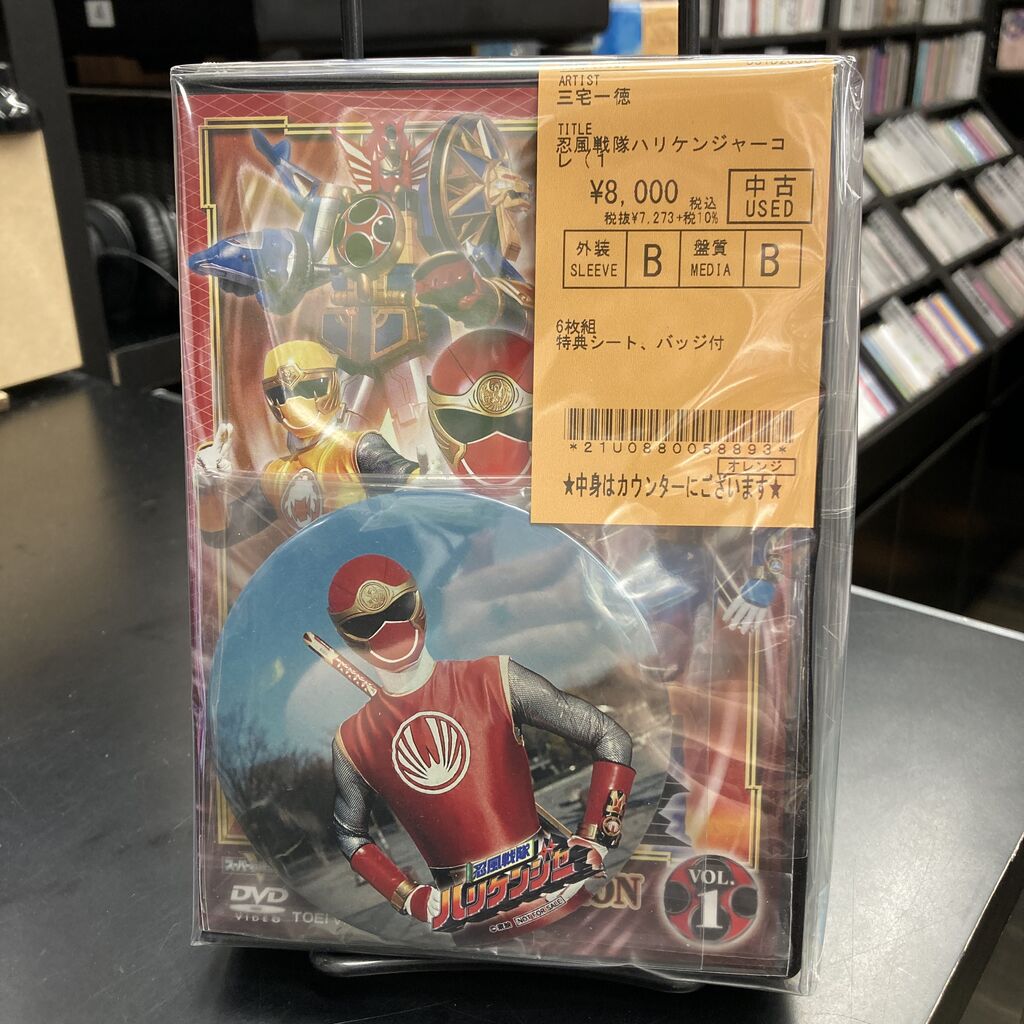 ARTIST
三宅一徳
TITLE
忍風戦隊ハリケンジャーコ
レ(1
¥8,000 税込
税抜¥7,273+税10%
中古
USED
外装
SLEEVE
B
盤質
MEDIA
B
6枚組
特典シート、バッジ付
*21U0880058893*
オレンジ
★中身はカウンターにございます★
忍風戦隊
ハリケンジャー
NOT FOR SALE
DVD
VIDEO
TOEI V
ON
VOL.
1